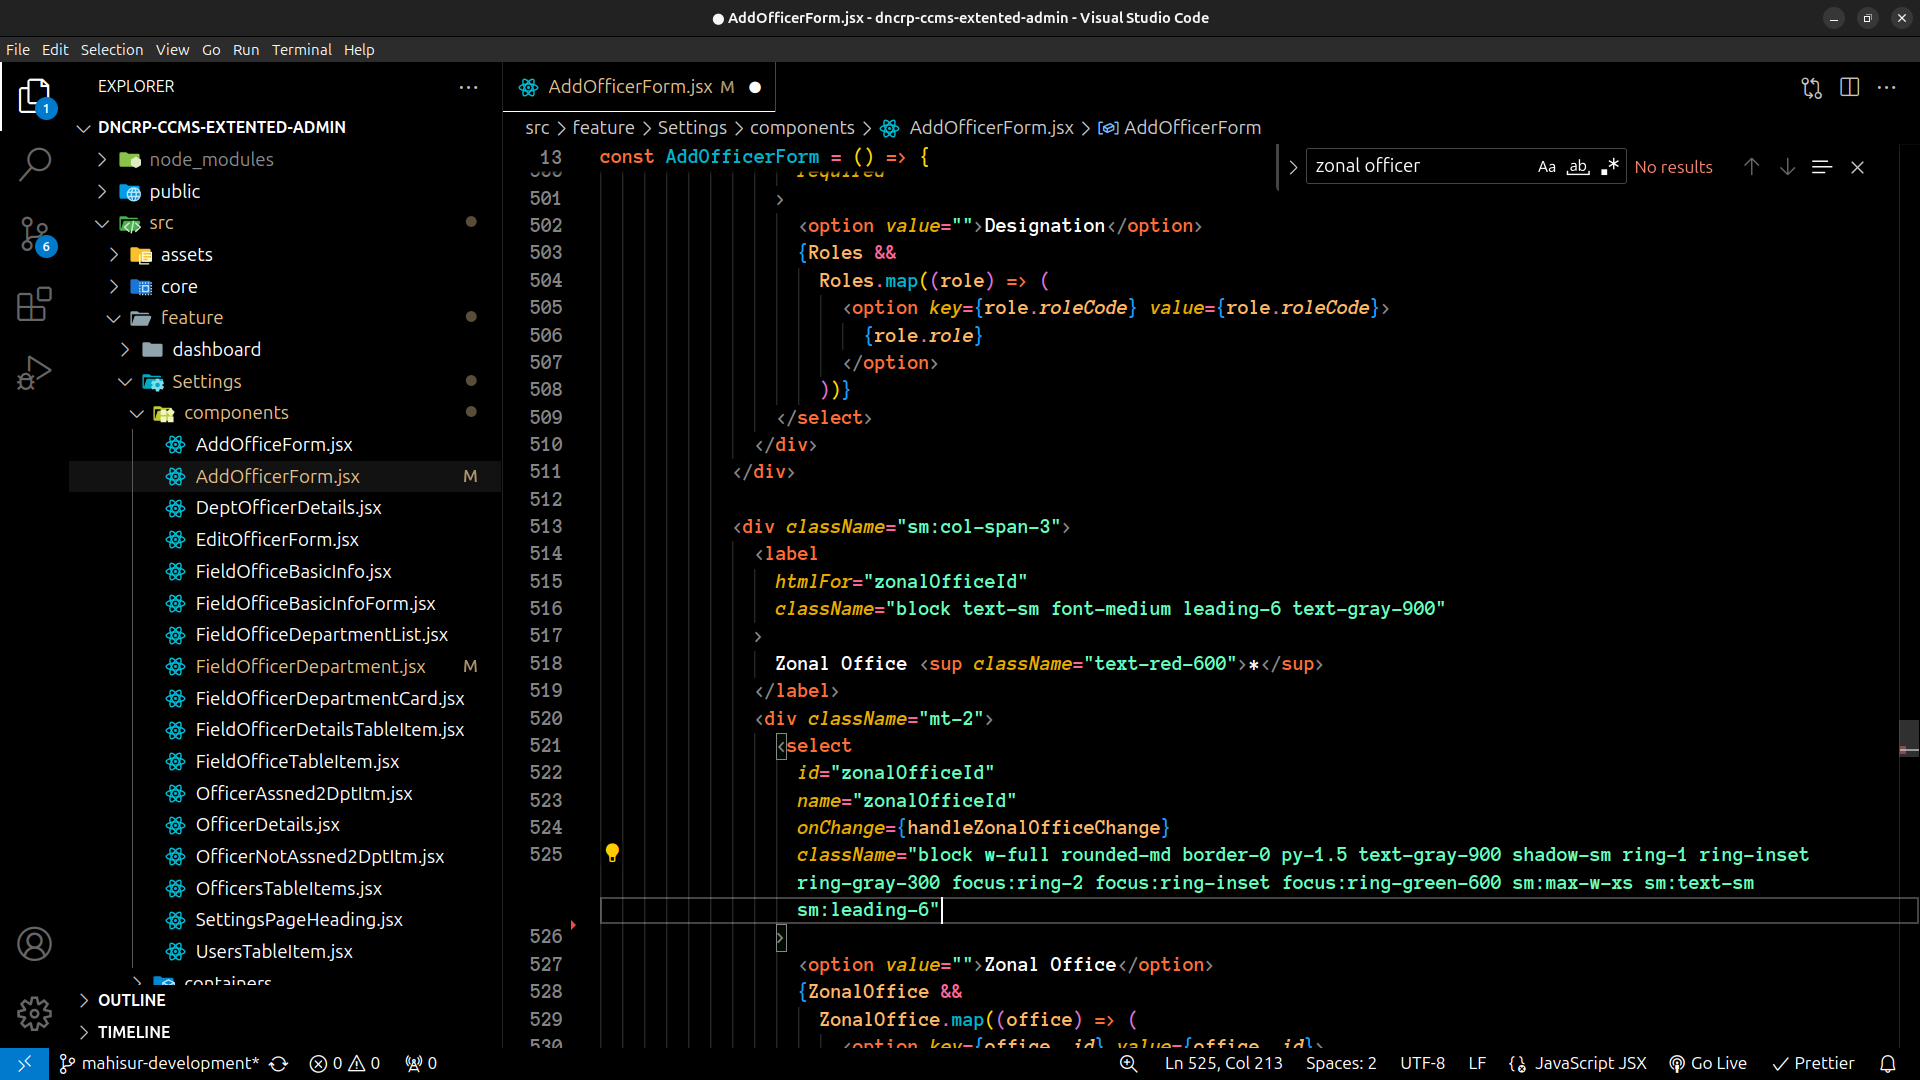 AddOfficerForm.jsx - dncrp-ccms-extented-admin - Visual Studio Code
File Edit Selection View Go Run Terminal Help
EXPLORER
DNCRP-CCMS-EXTENTED-ADMIN
node_modules
public
src
assets
core
feature
dashboard
Settings
components
AddOfficeForm.jsx
AddOfficerForm.jsx M
DeptOfficerDetails.jsx
EditOfficerForm.jsx
FieldOfficeBasicInfo.jsx
FieldOfficeBasicInfoForm.jsx
FieldOfficeDepartmentList.jsx
FieldOfficerDepartment.jsx M
FieldOfficerDepartmentCard.jsx
FieldOfficerDetailsTableItem.jsx
FieldOfficeTableItem.jsx
OfficerAssned2DptItm.jsx
OfficerDetails.jsx
OfficerNotAssned2DptItm.jsx
OfficersTableItems.jsx
SettingsPageHeading.jsx
UsersTableItem.jsx
containers
OUTLINE
TIMELINE
1
6
AddOfficerForm.jsx M
src > feature > Settings > components > AddOfficerForm.jsx > AddOfficerForm
zonal officer Aa ab .* No results
13 const AddOfficerForm = () => {
500 required
501 >
502 <option value="">Designation</option>
503 {Roles &&
504 Roles.map((role) => (
505 <option key={role.roleCode} value={role.roleCode}>
506 {role.role}
507 </option>
508 ))}
509 </select>
510 </div>
511 </div>
512
513 <div className="sm:col-span-3">
514 <label
515 htmlFor="zonalOfficeId"
516 className="block text-sm font-medium leading-6 text-gray-900"
517 >
518 Zonal Office <sup className="text-red-600">*</sup>
519 </label>
520 <div className="mt-2">
521 <select
522 id="zonalOfficeId"
523 name="zonalOfficeId"
524 onChange={handleZonalOfficeChange}
525 className="block w-full rounded-md border-0 py-1.5 text-gray-900 shadow-sm ring-1 ring-inset
ring-gray-300 focus:ring-2 focus:ring-inset focus:ring-green-600 sm:max-w-xs sm:text-sm
sm:leading-6"
526 >
527 <option value="">Zonal Office</option>
528 {ZonalOffice &&
529 ZonalOffice.map((office) => (
530 <option key={office._id} value={office._id}>
mahisur-development* 0 0 0 Ln 525, Col 213 Spaces: 2 UTF-8 LF {} JavaScript JSX Go Live Prettier